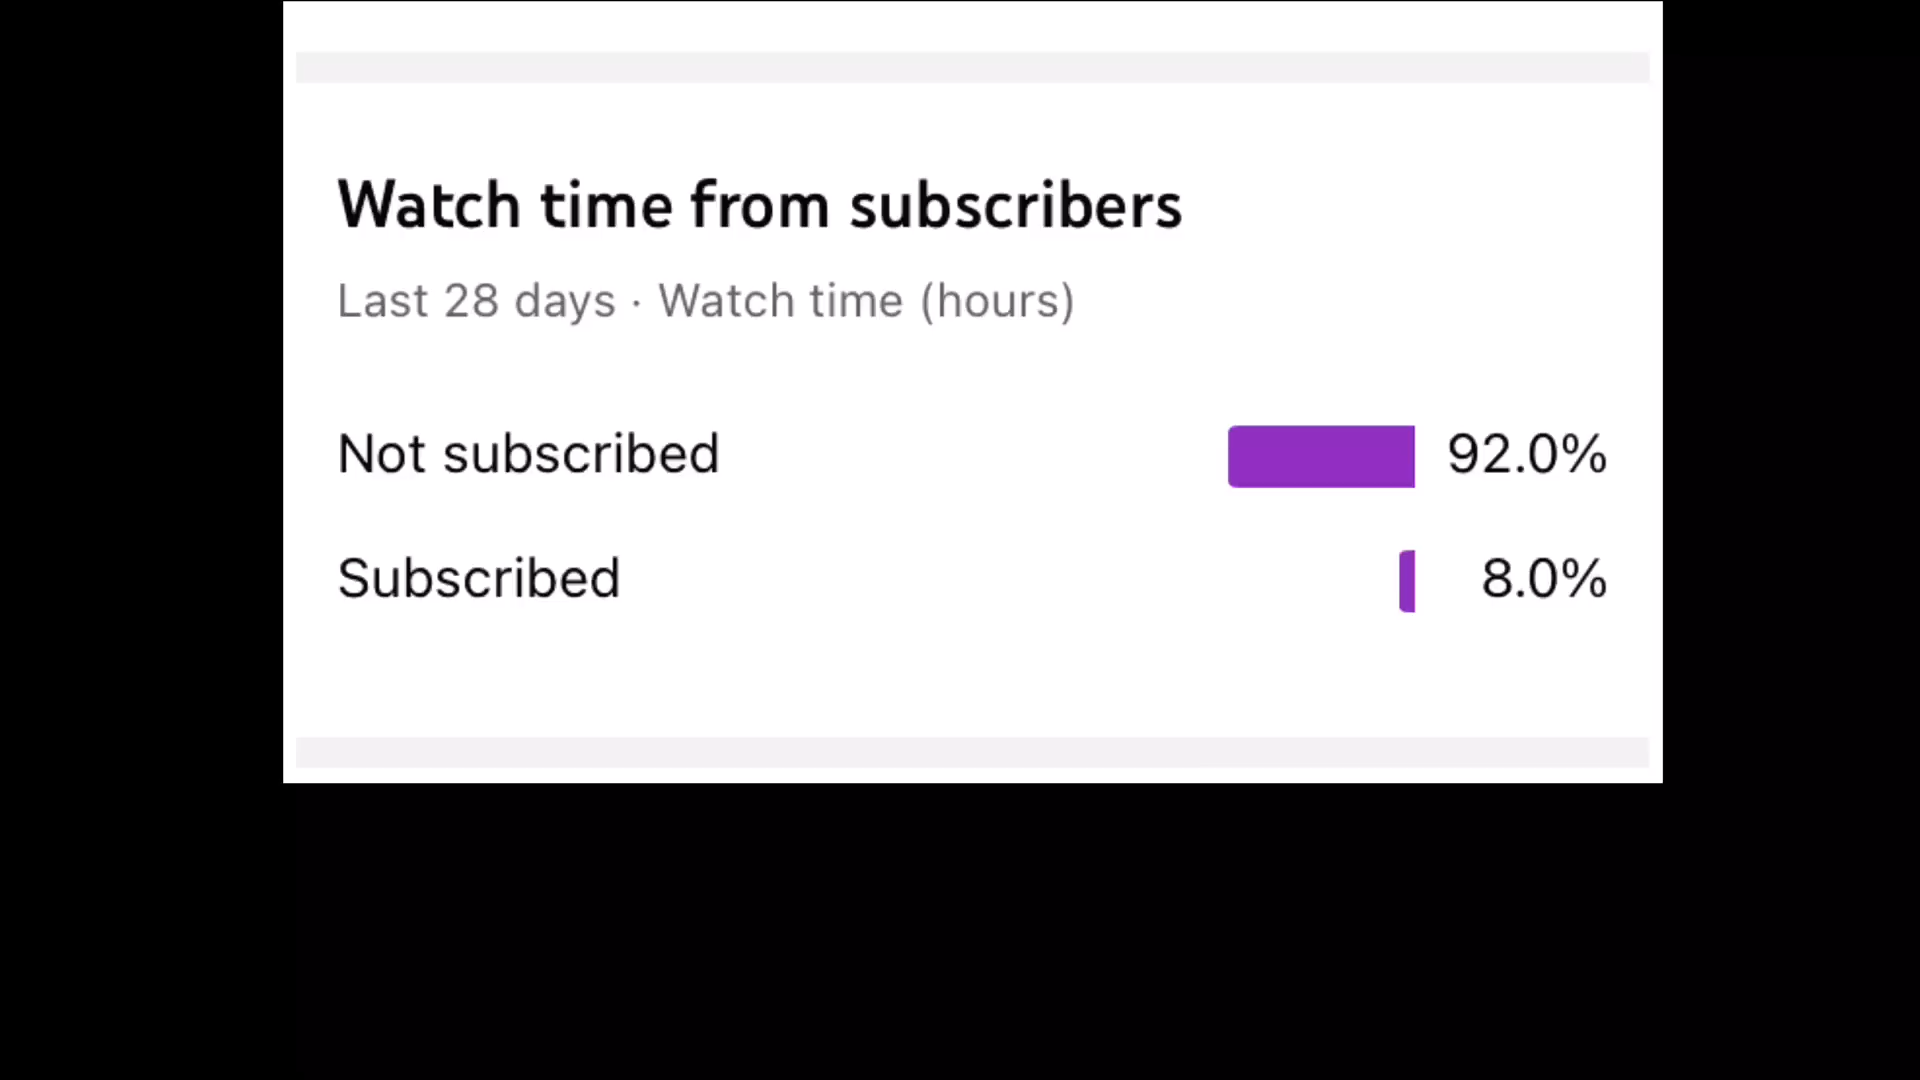 Watch time from subscribers
Last 28 days · Watch time (hours)
Not subscribed 92.0%
Subscribed 8.0%